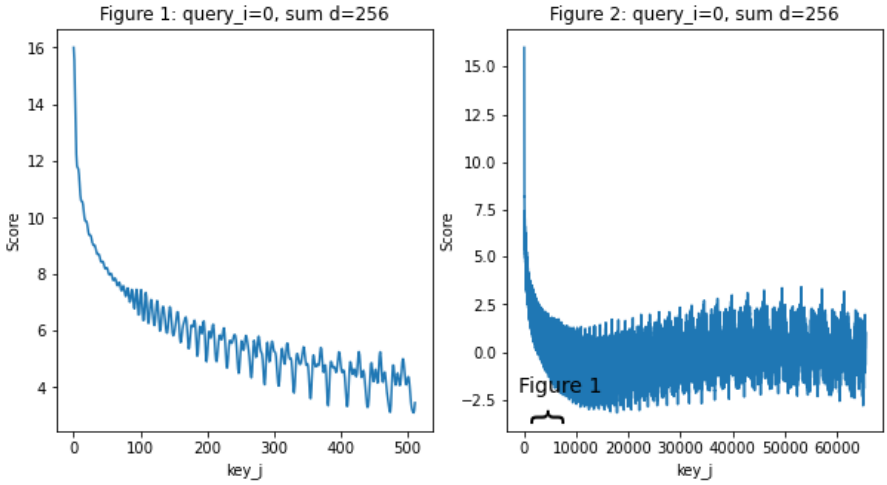 Figure 1: query_i=0, sum d=256
16
14
12
10
8
6
4
Score
0 100 200 300 400 500
key_j
Figure 2: query_i=0, sum d=256
15.0
12.5
10.0
7.5
5.0
2.5
0.0
−2.5
Score
Figure 1
0 10000 20000 30000 40000 50000 60000
key_j